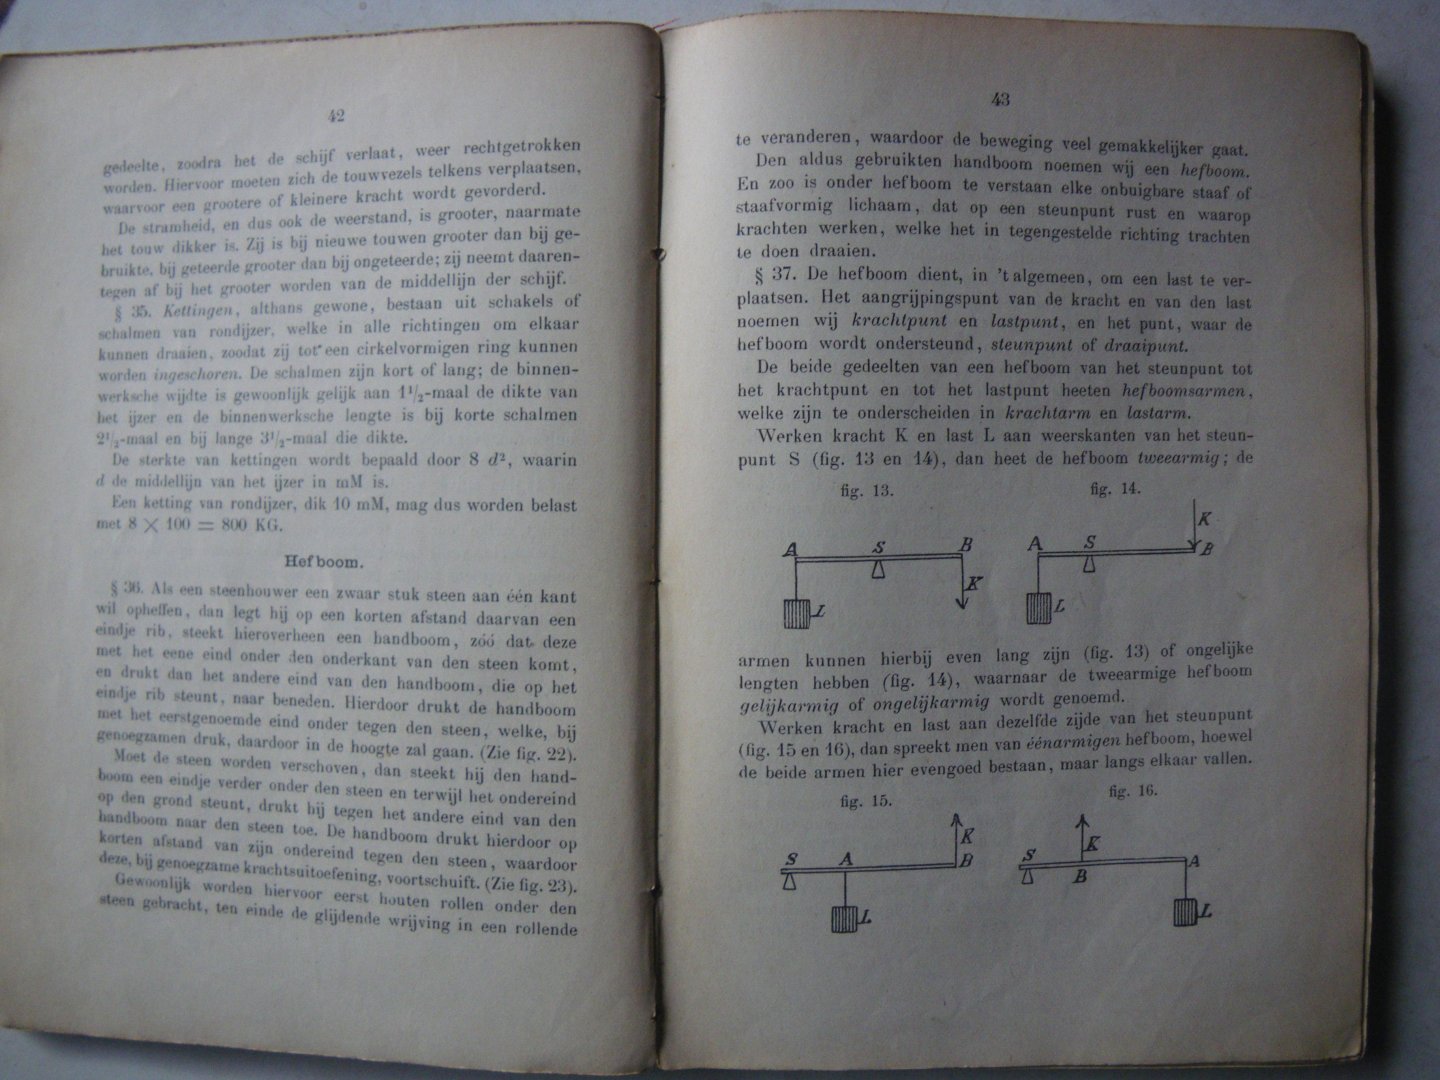 42
gedeelte, zoodra het de schijf verlaat, weer rechtgetrokken
worden. Hiervoor moeten zich de touwvezels telkens verplaatsen,
waarvoor een grootere of kleinere kracht wordt gevorderd.
De stramheid, en dus ook de weerstand, is grooter, naarmate
het touw dikker is. Zij is bij nieuwe touwen grooter dan bij ge-
bruikte, bij geteerde grooter dan bij ongeteerde; zij neemt daaren-
tegen af bij het grooter worden van de middellijn der schijf.
§ 35. Kettingen, althans gewone, bestaan uit schakels of
schalmen van rondijzer, welke in alle richtingen om elkaar
kunnen draaien, zoodat zij tot een cirkelvormigen ring kunnen
worden ingeschoren. De schalmen zijn kort of lang; de binnen-
werksche wijdte is gewoonlijk gelijk aan 1 1/2-maal de dikte van
het ijzer en de binnenwerksche lengte is bij korte schalmen
2 1/2-maal en bij lange 3 1/2-maal die dikte.
De sterkte van kettingen wordt bepaald door 8 d², waarin
d de middellijn van het ijzer in mM is.
Een ketting van rondijzer, dik 10 mM, mag dus worden belast
met 8 × 100 = 800 KG.
Hefboom.
§ 36. Als een steenhouwer een zwaar stuk steen aan één kant
wil opheffen, dan legt hij op een korten afstand daarvan een
eindje rib, steekt hieroverheen een handboom, zóó dat deze
met het eene eind onder den onderkant van den steen komt,
en drukt dan het andere eind van den handboom, die op het
eindje rib steunt, naar beneden. Hierdoor drukt de handboom
met het eerstgenoemde eind onder tegen den steen, welke, bij
genoegzamen druk, daardoor in de hoogte zal gaan. (Zie fig. 22).
Moet de steen worden verschoven, dan steekt hij den hand-
boom een eindje verder onder den steen en terwijl het ondereind
op den grond steunt, drukt hij tegen het andere eind van den
handboom naar den steen toe. De handboom drukt hierdoor op
korten afstand van zijn ondereind tegen den steen, waardoor
deze, bij genoegzame krachtsuitoefening, voortschuift. (Zie fig. 23).
Gewoonlijk worden hiervoor eerst houten rollen onder den
steen gebracht, ten einde de glijdende wrijving in een rollende
43
te veranderen, waardoor de beweging veel gemakkelijker gaat.
Den aldus gebruikten handboom noemen wij een hefboom.
En zoo is onder hefboom te verstaan elke onbuigbare staaf of
staafvormig lichaam, dat op een steunpunt rust en waarop
krachten werken, welke het in tegengestelde richting trachten
te doen draaien.
§ 37. De hefboom dient, in 't algemeen, om een last te ver-
plaatsen. Het aangrijpingspunt van de kracht en van den last
noemen wij krachtpunt en lastpunt, en het punt, waar de
hefboom wordt ondersteund, steunpunt of draaipunt.
De beide gedeelten van een hefboom van het steunpunt tot
het krachtpunt en tot het lastpunt heeten hefboomsarmen,
welke zijn te onderscheiden in krachtarm en lastarm.
Werken kracht K en last L aan weerskanten van het steun-
punt S (fig. 13 en 14), dan heet de hefboom tweearmig; de
fig. 13.
fig. 14.
A S B
K
L
A S B
K
L
armen kunnen hierbij even lang zijn (fig. 13) of ongelijke
lengten hebben (fig. 14), waarnaar de tweearmige hefboom
gelijkarmig of ongelijkarmig wordt genoemd.
Werken kracht en last aan dezelfde zijde van het steunpunt
(fig. 15 en 16), dan spreekt men van éénarmigen hefboom, hoewel
de beide armen hier evengoed bestaan, maar langs elkaar vallen.
fig. 15.
fig. 16.
K
S A B
L
K
S B A
L